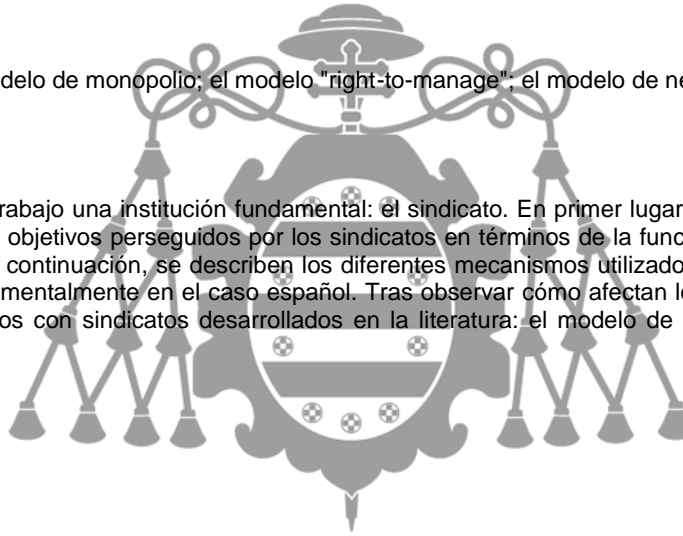 delo de monopolio; el modelo "right-to-manage"; el modelo de ne
rabajo una institución fundamental: el sindicato. En primer lugar
objetivos perseguidos por los sindicatos en términos de la func
continuación, se describen los diferentes mecanismos utilizado
mentalmente en el caso español. Tras observar cómo afectan lo
os con sindicatos desarrollados en la literatura: el modelo de